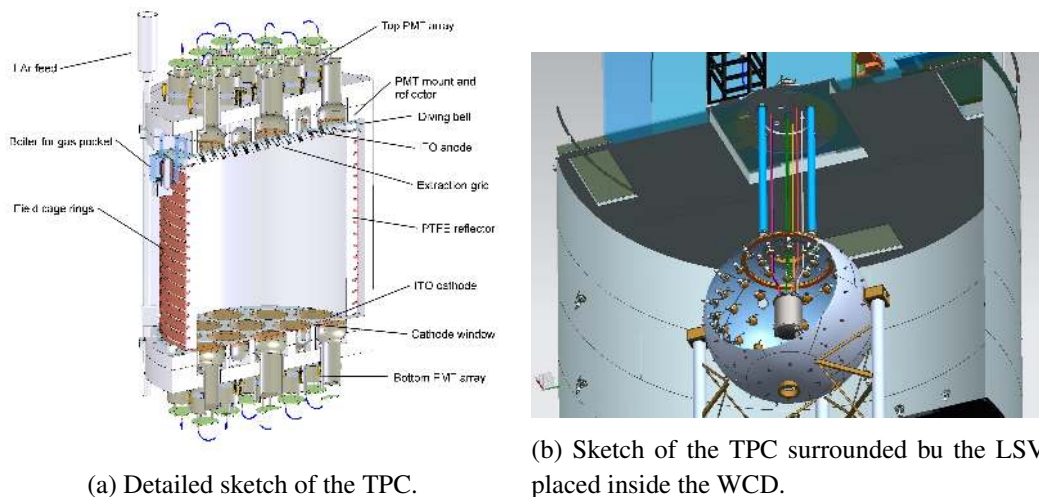 Top PMT array
LAr feed
PMT mount and
reflector
Diving bell
Boiler for gas pocket
ITO anode
Extraction grid
Field cage rings
PTFE reflector
ITO cathode
Cathode window
Bottom PMT array
(a) Detailed sketch of the TPC.
(b) Sketch of the TPC surrounded bu the LSV
placed inside the WCD.